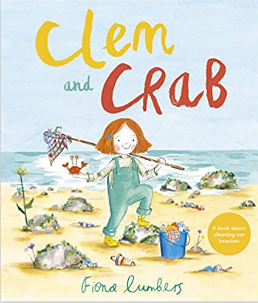 Clem
and CRAB
A book about
cleaning our
beaches
Fiona Lumbers